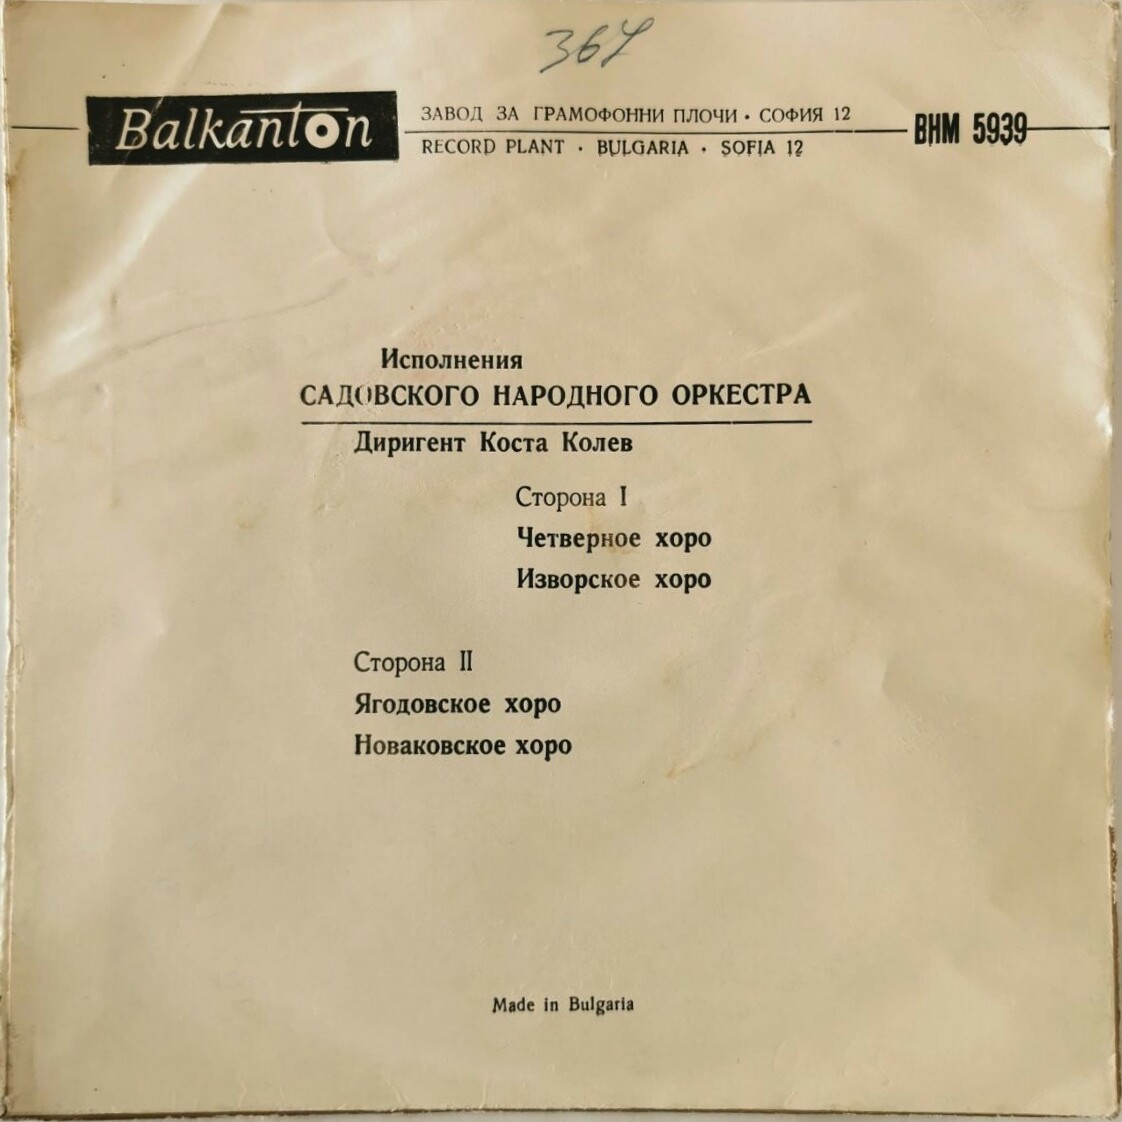 367
Balkanton
ЗАВОД ЗА ГРАМОФОННИ ПЛОЧИ • СОФИЯ 12
RECORD PLANT • BULGARIA • SOFIA 12
ВНМ 5939
Исполнения
САДОВСКОГО НАРОДНОГО ОРКЕСТРА
Диригент Коста Колев
Сторона I
Четверное хоро
Изворское хоро
Сторона II
Ягодовское хоро
Новаковское хоро
Made in Bulgaria